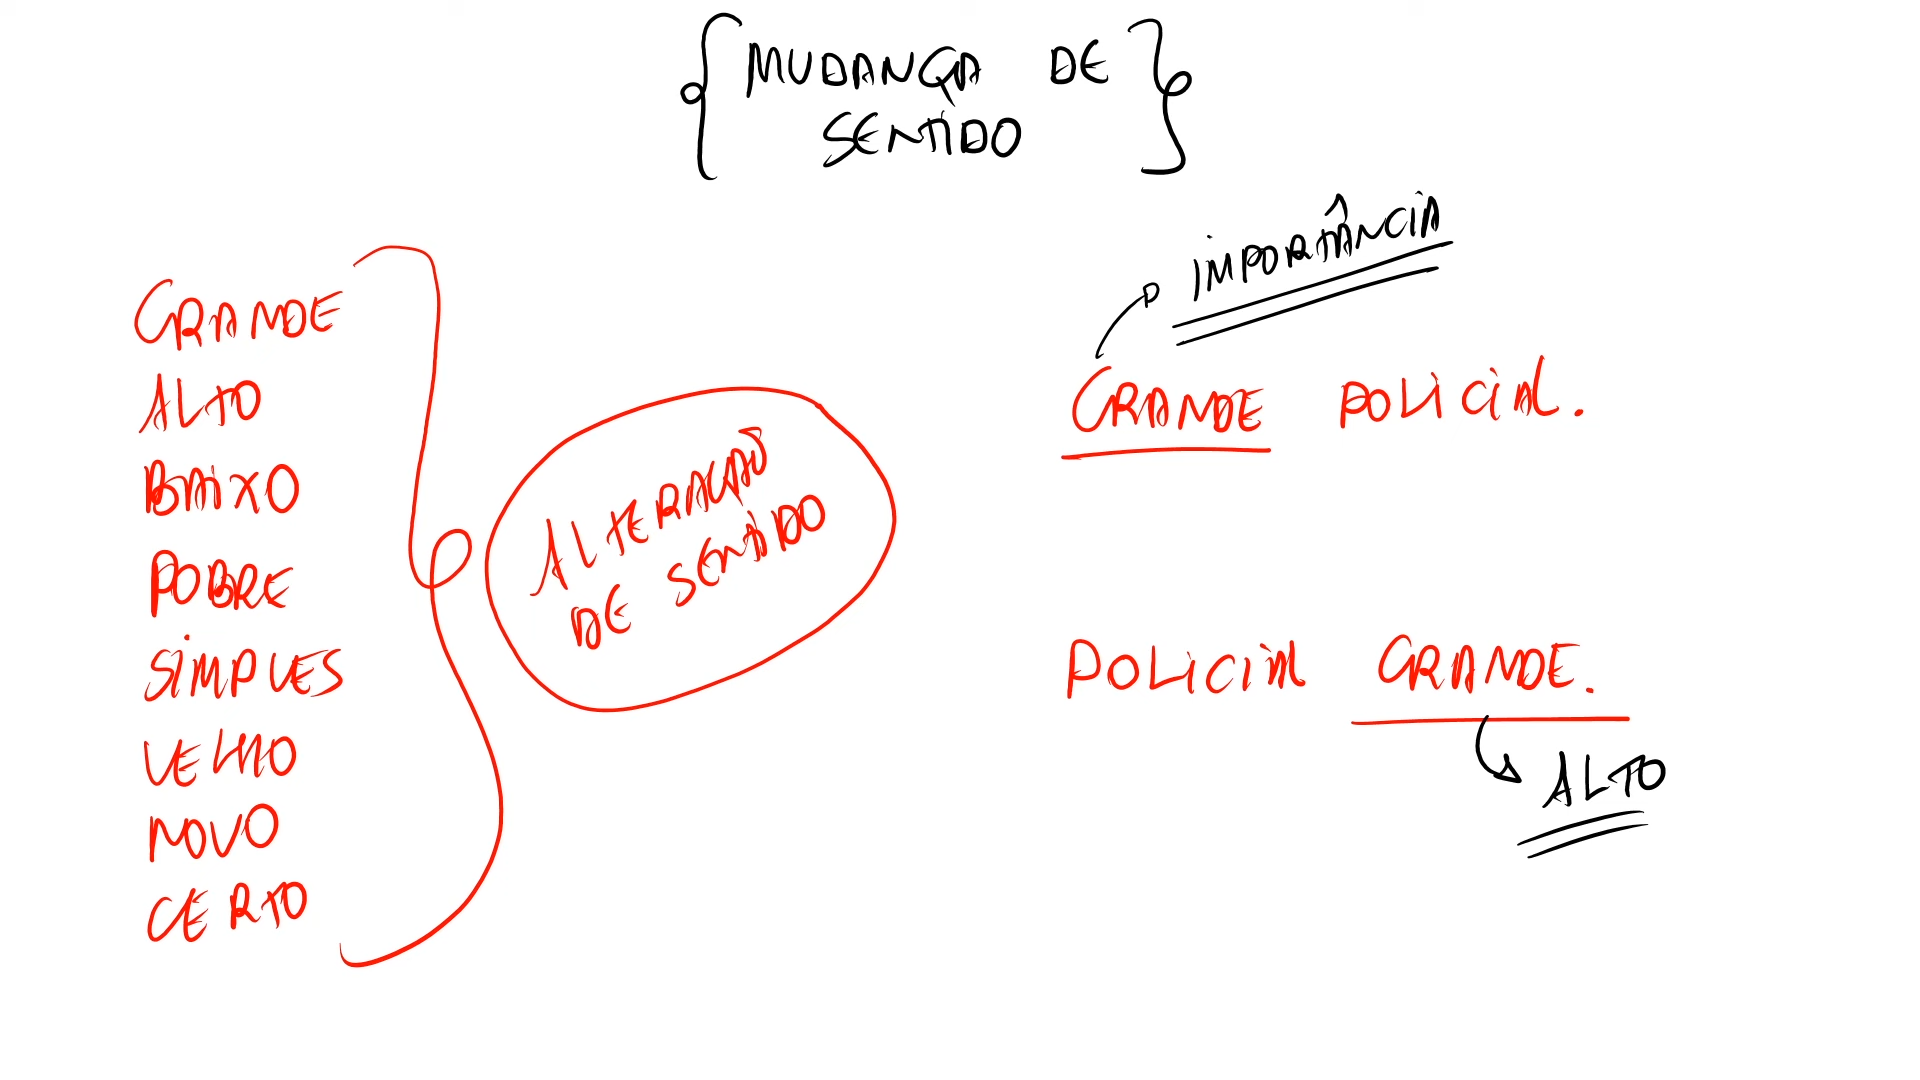 MUDANÇA DE
SENTIDO
GRANDE
ALTO
BAIXO
POBRE
SIMPLES
VELHO
NOVO
CERTO
ALTERAÇÃO
DE SENTIDO
IMPORTÂNCIA
GRANDE POLICIAL.
POLICIAL GRANDE.
ALTO